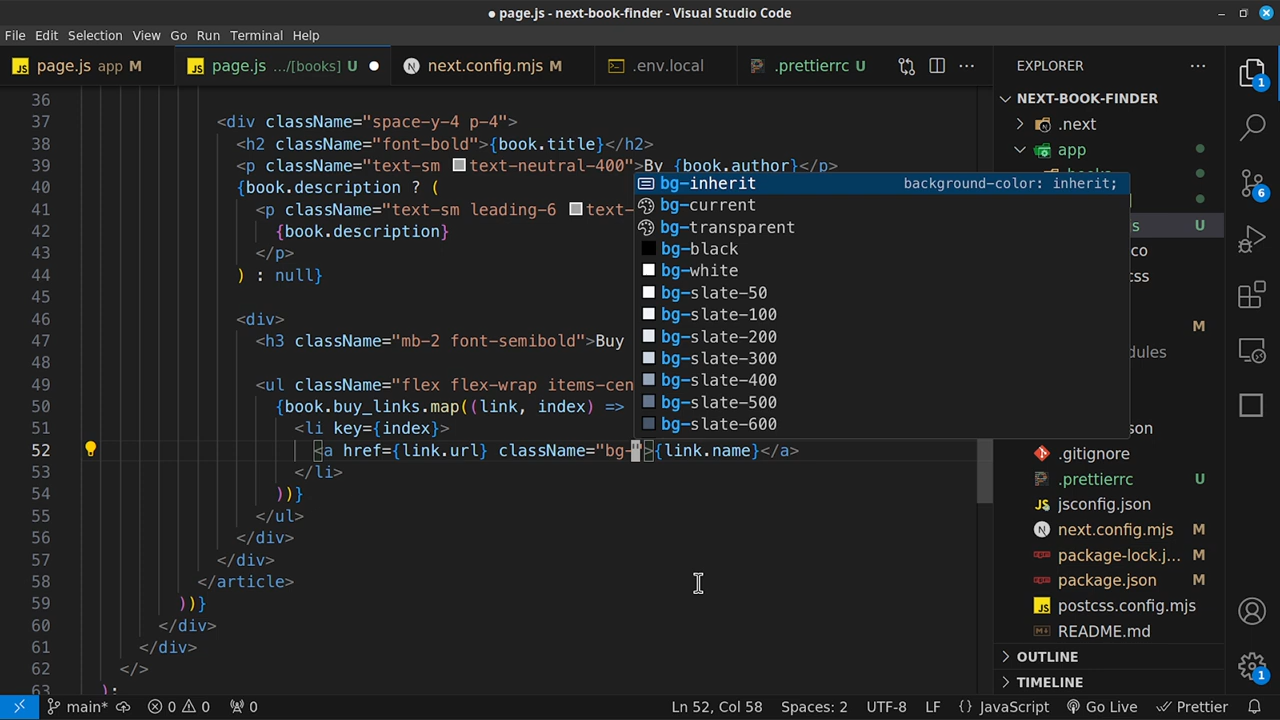 ● page.js - next-book-finder - Visual Studio Code
File Edit Selection View Go Run Terminal Help
page.js app M
page.js .../[books] U
next.config.mjs M
.env.local
.prettierrc U
36
37 <div className="space-y-4 p-4">
38 <h2 className="font-bold">{book.title}</h2>
39 <p className="text-sm text-neutral-400">By {book.author}</p>
40 {book.description ? (
41 <p className="text-sm leading-6 text-
42 {book.description}
43 </p>
44 ) : null}
45
46 <div>
47 <h3 className="mb-2 font-semibold">Buy
48
49 <ul className="flex flex-wrap items-cen
50 {book.buy_links.map((link, index) =>
51 <li key={index}>
52 <a href={link.url} className="bg-">{link.name}</a>
53 </li>
54 ))}
55 </ul>
56 </div>
57 </div>
58 </article>
59 ))}
60 </div>
61 </div>
62 </>
63 );
bg-inherit background-color: inherit;
bg-current
bg-transparent
bg-black
bg-white
bg-slate-50
bg-slate-100
bg-slate-200
bg-slate-300
bg-slate-400
bg-slate-500
bg-slate-600
EXPLORER
NEXT-BOOK-FINDER
.next
app
s U
co
css
M
dules
on
.gitignore
.prettierrc U
jsconfig.json
next.config.mjs M
package-lock.j... M
package.json M
postcss.config.mjs
README.md
OUTLINE
TIMELINE
1
6
1
main* 0 0 0 Ln 52, Col 58 Spaces: 2 UTF-8 LF {} JavaScript Go Live Prettier